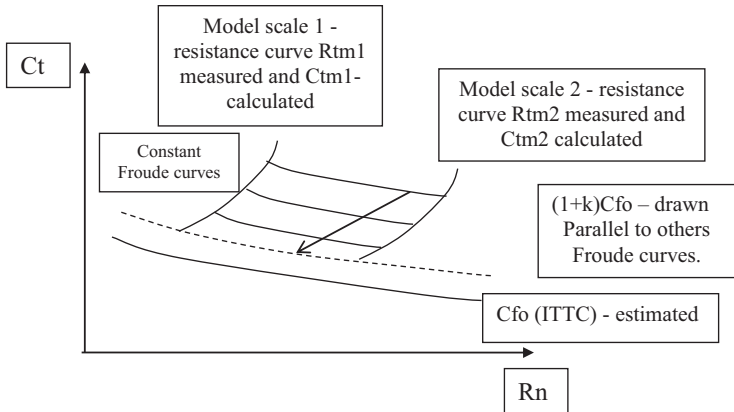 Ct
Model scale 1 -
resistance curve Rtm1
measured and Ctm1-
calculated
Model scale 2 - resistance
curve Rtm2 measured and
Ctm2 calculated
Constant
Froude curves
(1+k)Cfo – drawn
Parallel to others
Froude curves.
Cfo (ITTC) - estimated
Rn